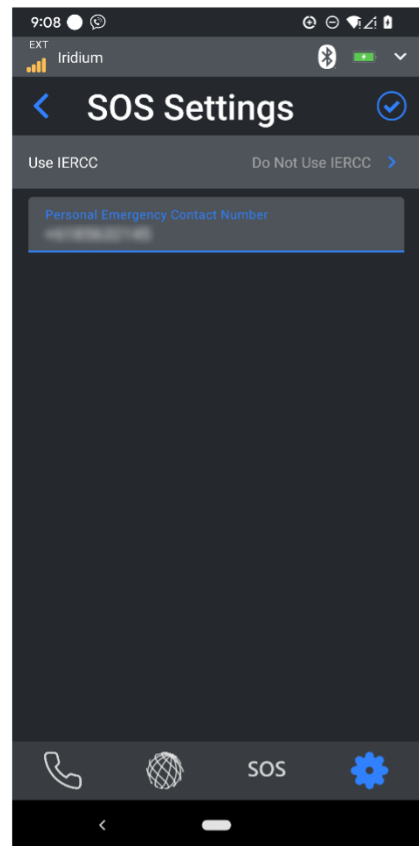 9:08
EXT
Iridium
SOS Settings
Use IERCC Do Not Use IERCC
Personal Emergency Contact Number
SOS